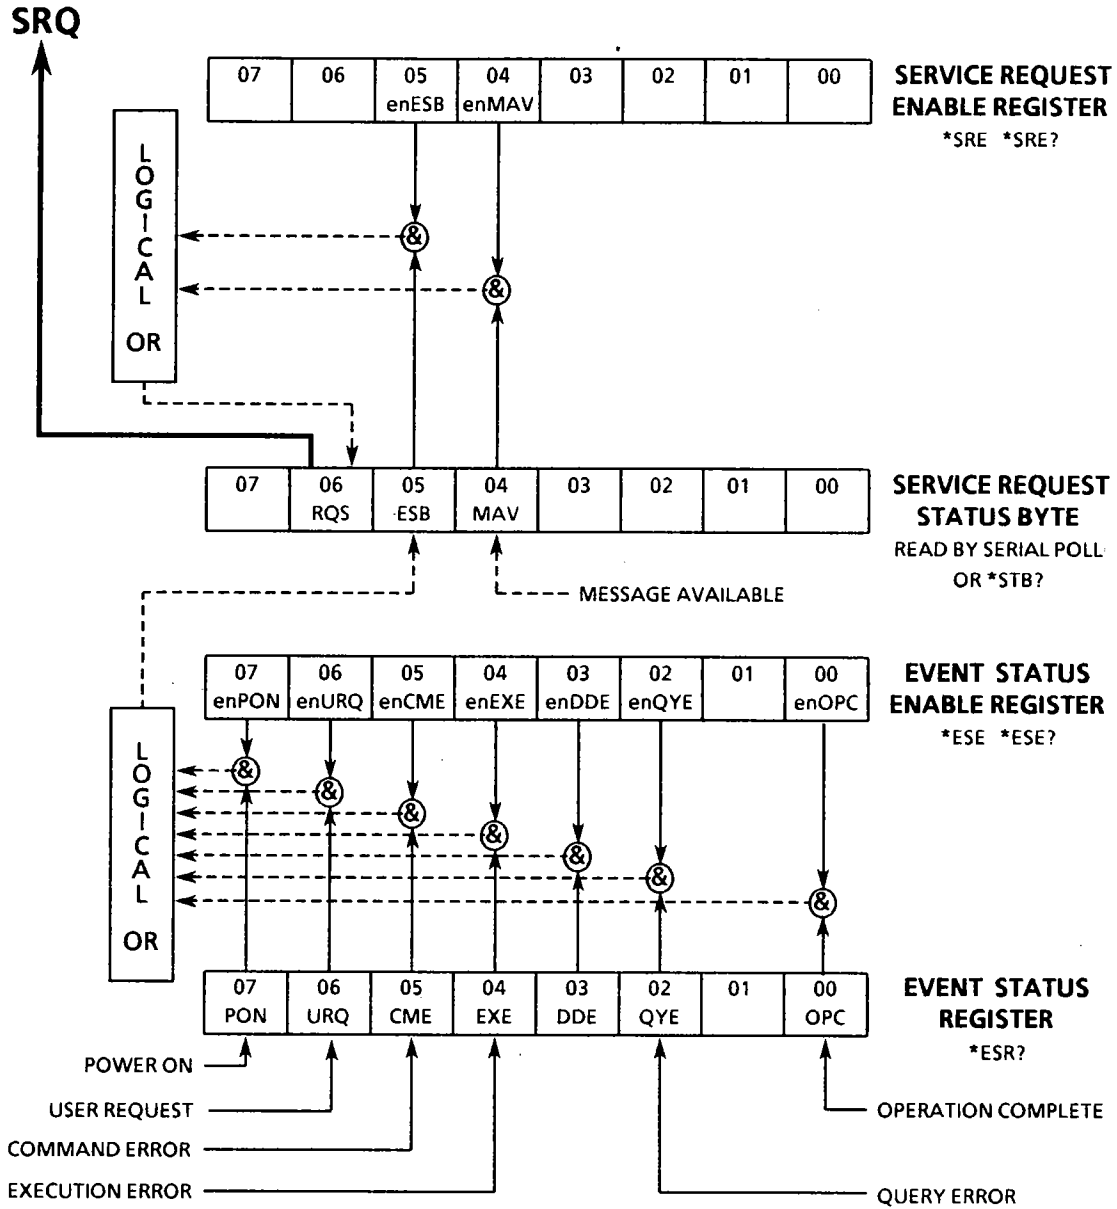 SRQ
07 06 05 04 03 02 01 00
enESB enMAV
SERVICE REQUEST
ENABLE REGISTER
*SRE *SRE?
LOGICAL
OR
&
&
07 06 05 04 03 02 01 00
RQS ESB MAV
SERVICE REQUEST
STATUS BYTE
READ BY SERIAL POLL
OR *STB?
MESSAGE AVAILABLE
07 06 05 04 03 02 01 00
enPON enURQ enCME enEXE enDDE enQYE enOPC
EVENT STATUS
ENABLE REGISTER
*ESE *ESE?
LOGICAL
OR
&
&
&
&
&
&
&
07 06 05 04 03 02 01 00
PON URQ CME EXE DDE QYE OPC
EVENT STATUS
REGISTER
*ESR?
POWER ON
USER REQUEST
OPERATION COMPLETE
COMMAND ERROR
EXECUTION ERROR
QUERY ERROR